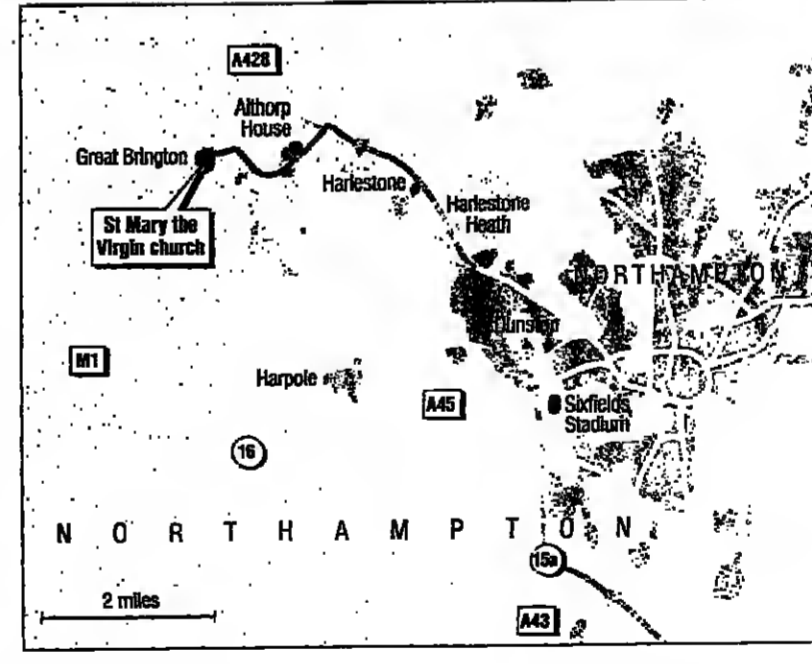 A428
Althorp
House
Great Brington
Harlestone
Harlestone
Heath
St Mary the
Virgin church
NORTHAMPTON
M1
Harpole
A45
Sixfields
Stadium
16
N O R T H A M P T O N
15a
2 miles
A43